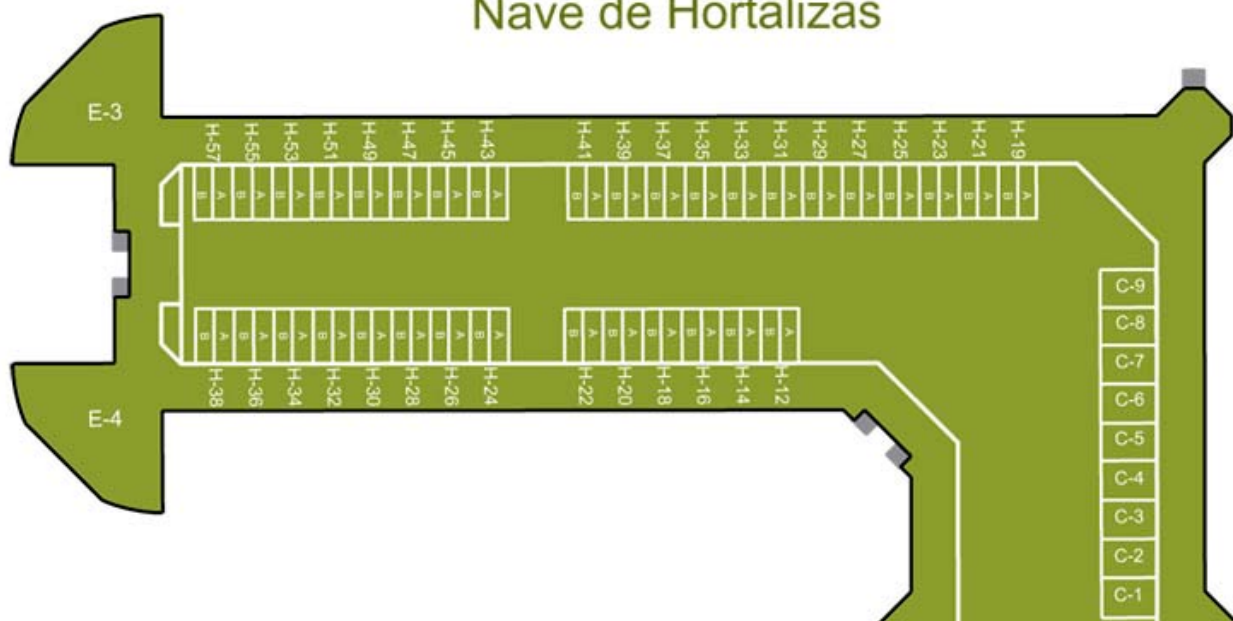 Nave de Hortalizas
E-3
H-57 H-55 H-53 H-51 H-49 H-47 H-45 H-43 H-41 H-39 H-37 H-35 H-33 H-31 H-29 H-27 H-25 H-23 H-21 H-19
B A B A B A B A B A B A B A B A B A B A B A B A B A B A B A B A B A B A B A B A
C-9
C-8
C-7
C-6
C-5
C-4
C-3
C-2
C-1
B A B A B A B A B A B A B A B A B A B A B A B A B A B A
H-38 H-36 H-34 H-32 H-30 H-28 H-26 H-24 H-22 H-20 H-18 H-16 H-14 H-12
E-4